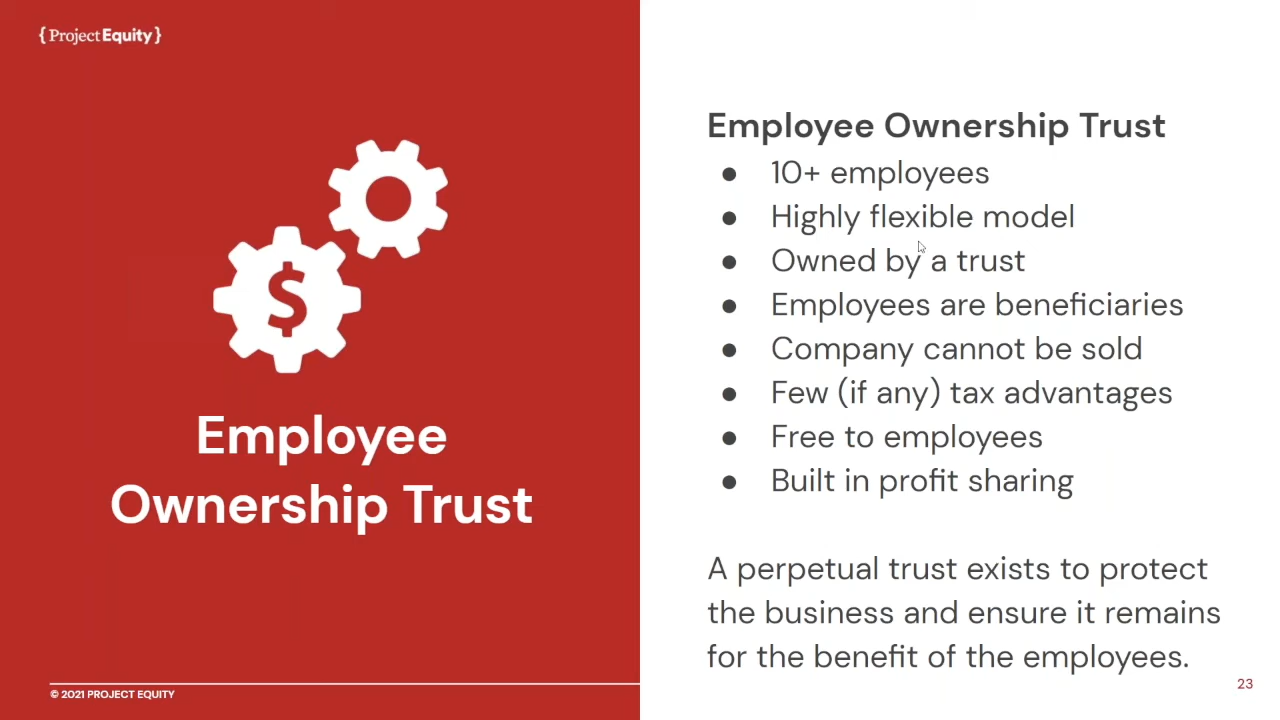 { Project Equity }
$
Employee
Ownership Trust
© 2021 PROJECT EQUITY
Employee Ownership Trust
● 10+ employees
● Highly flexible model
● Owned by a trust
● Employees are beneficiaries
● Company cannot be sold
● Few (if any) tax advantages
● Free to employees
● Built in profit sharing
A perpetual trust exists to protect
the business and ensure it remains
for the benefit of the employees.
23